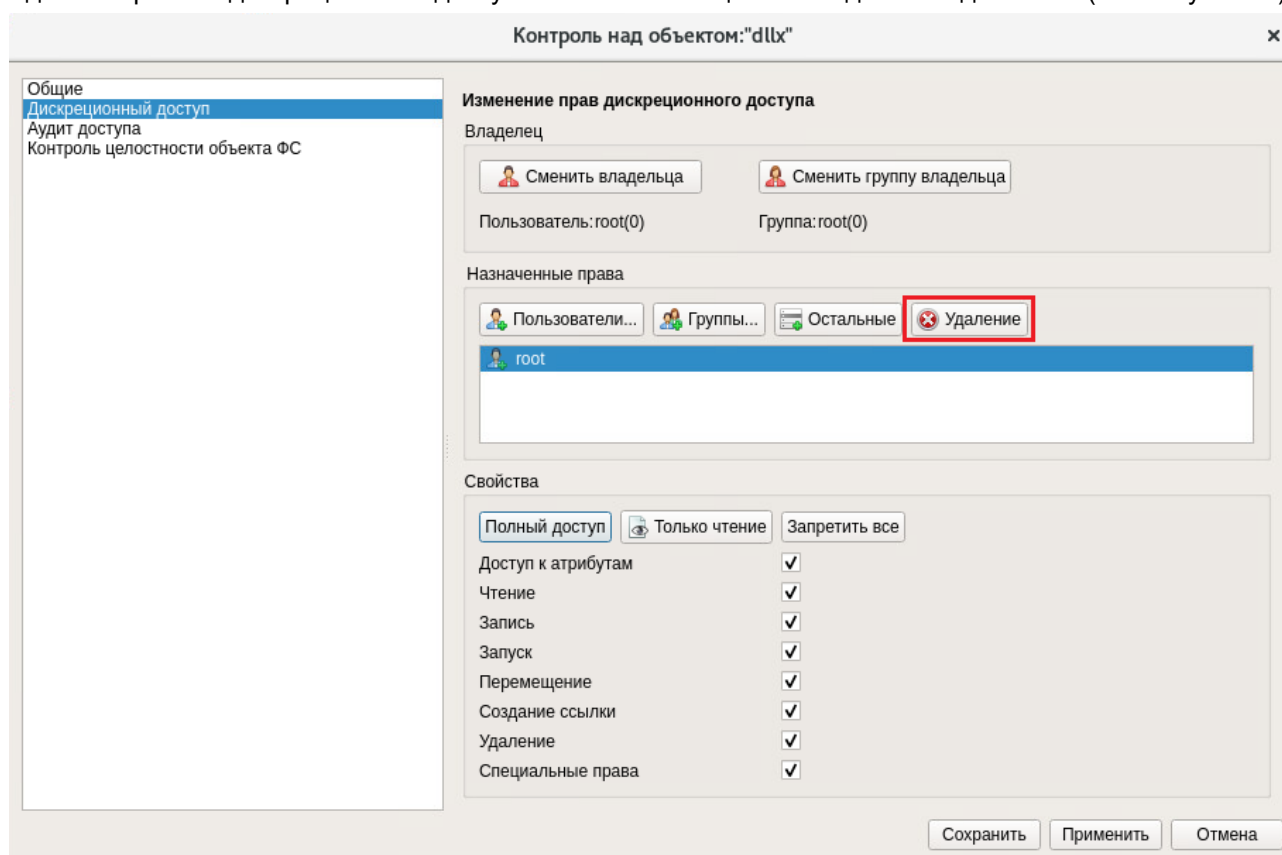 Контроль над объектом:"dllx"
Общие
Дискреционный доступ
Аудит доступа
Контроль целостности объекта ФС
Изменение прав дискреционного доступа
Владелец
Сменить владельца Сменить группу владельца
Пользователь:root(0) Группа:root(0)
Назначенные права
Пользователи... Группы... Остальные Удаление
root
Свойства
Полный доступ Только чтение Запретить все
Доступ к атрибутам
Чтение
Запись
Запуск
Перемещение
Создание ссылки
Удаление
Специальные права
Сохранить Применить Отмена